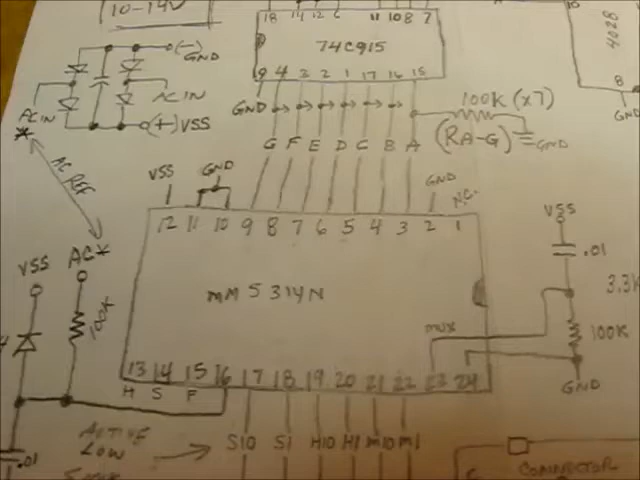 10-14V
18 14 12 6 11 10 8 7
74C915
9 4 3 2 1 17 16 15
10
4028
8
GND
(-)
GND
AC IN
AC IN
*
(+) VSS
GND
100K (x7)
(RA-G)
GND
G F E D C B A
AC REF
VSS
GND
GND
N.C.
12 11 10 9 8 7 6 5 4 3 2 1
VSS
.01
VSS
AC*
100K
MM5314N
3.3K
100K
MUX
13 14 15 16 17 18 19 20 21 22 23 24
H S F
GND
ACTIVE
LOW
S10 S1 H10 H1 M10 M1
.01
CONNECTOR